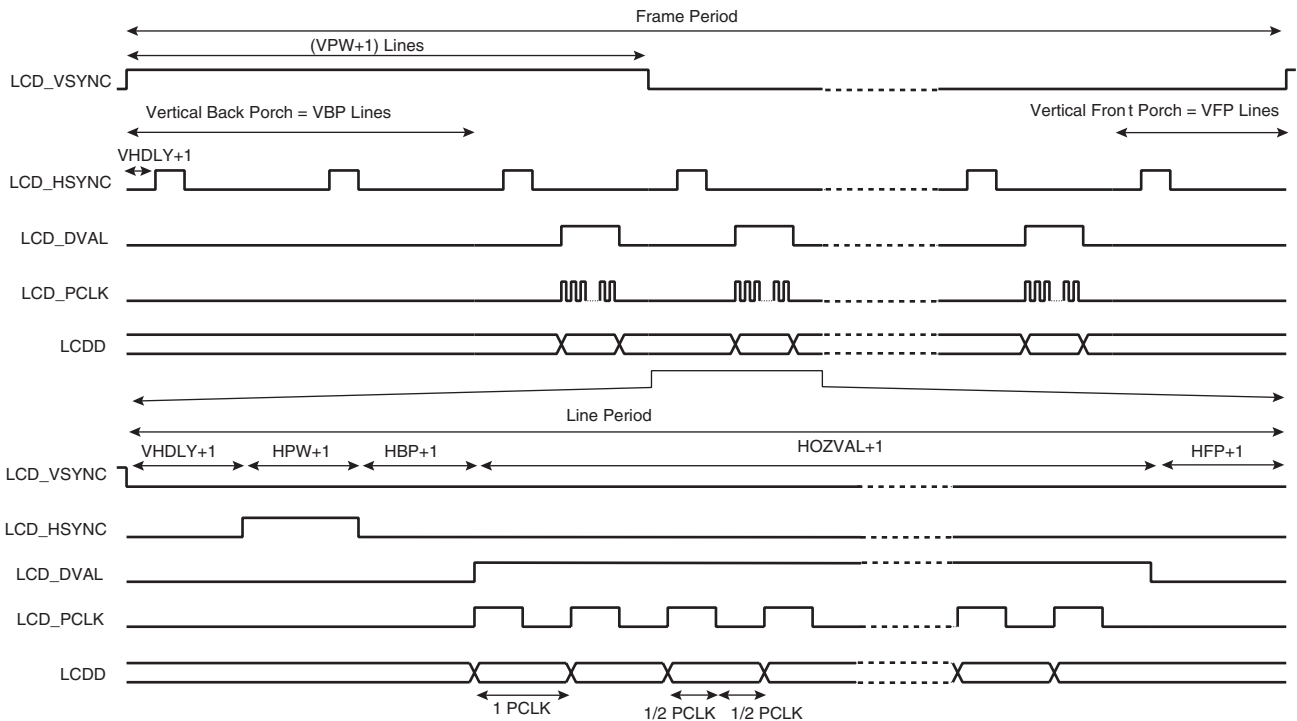 Frame Period
(VPW+1) Lines
LCD_VSYNC
Vertical Back Porch = VBP Lines
Vertical Front Porch = VFP Lines
VHDLY+1
LCD_HSYNC
LCD_DVAL
LCD_PCLK
LCDD
Line Period
VHDLY+1
HPW+1
HBP+1
HOZVAL+1
HFP+1
LCD_VSYNC
LCD_HSYNC
LCD_DVAL
LCD_PCLK
LCDD
1 PCLK
1/2 PCLK
1/2 PCLK